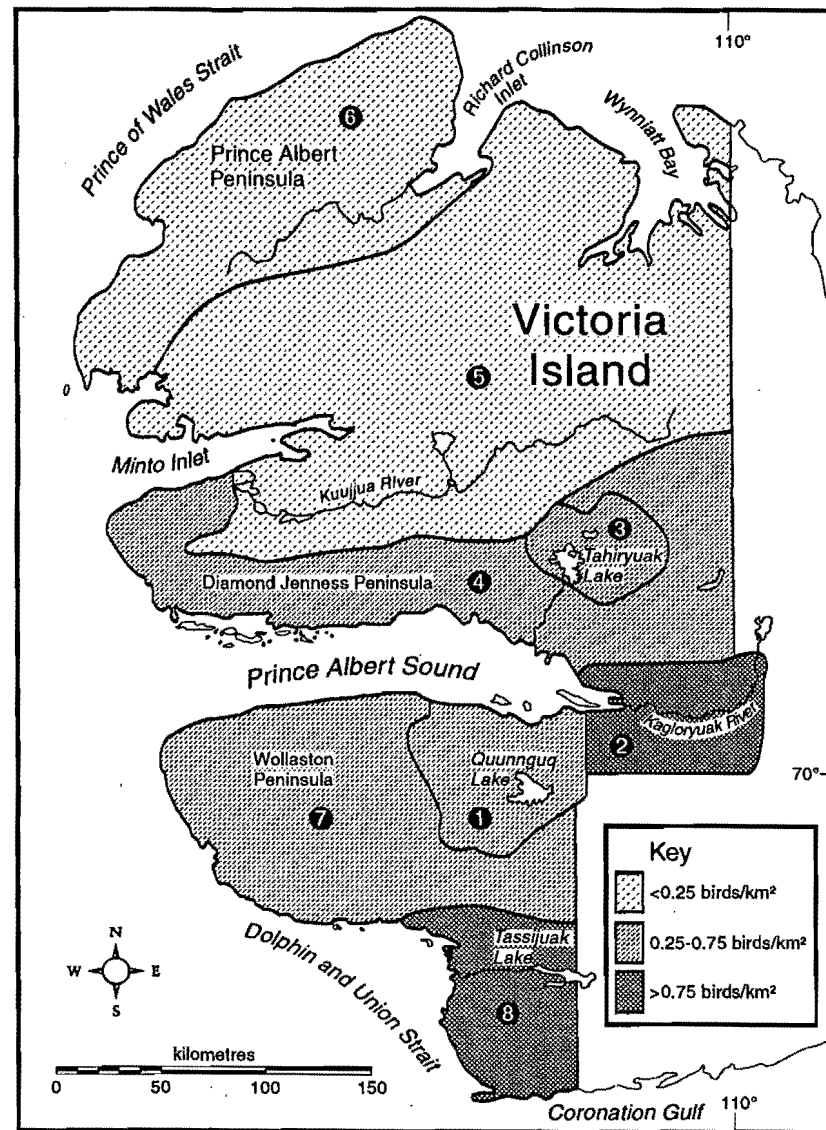 110°
Prince of Wales Strait
Richard Collinson
Inlet
Wynniatt Bay
6
Prince Albert
Peninsula
Victoria
Island
5
Minto Inlet
Kuujjua River
3
Tahiryuak
Lake
Diamond Jenness Peninsula
4
Prince Albert Sound
Kagloryuak River
2
Wollaston
Peninsula
Quunnguq
Lake
70°
7
1
Key
<0.25 birds/km²
0.25-0.75 birds/km²
>0.75 birds/km²
Tassijuak
Lake
Dolphin and Union Strait
N
W
E
S
8
kilometres
0
50
100
150
Coronation Gulf
110°